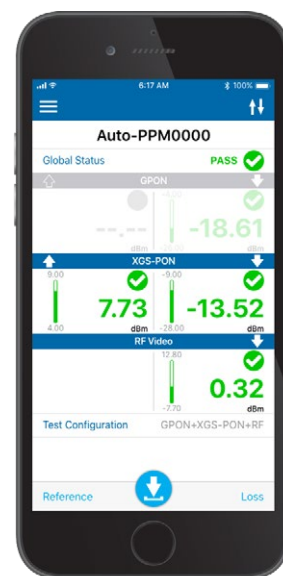 6:17 AM 100%
Auto-PPM0000
Global Status PASS
GPON
--.-- -18.61
dBm dBm
XGS-PON
9.00 -9.00
7.73 -13.52
4.00 dBm -28.00 dBm
RF Video
12.80
0.32
-7.70 dBm
Test Configuration GPON+XGS-PON+RF
Reference Loss